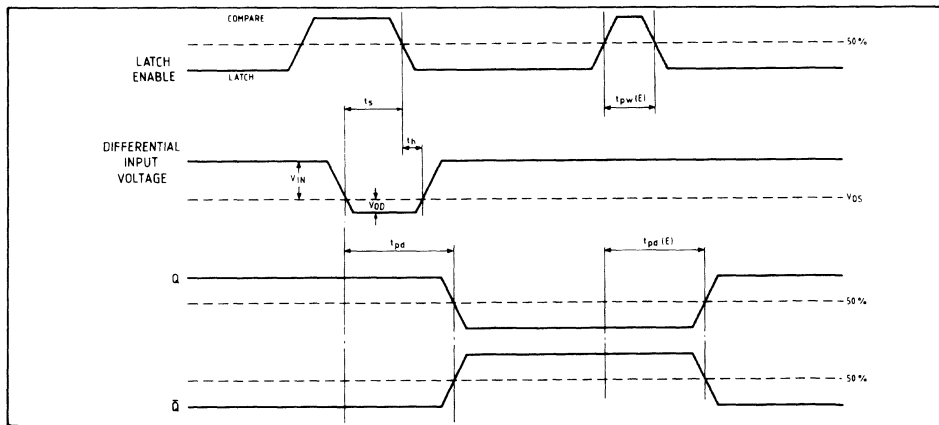 COMPARE
50%
LATCH
ENABLE
LATCH
ts
tpw(E)
th
DIFFERENTIAL
INPUT
VOLTAGE
VIN
VOD
VOS
tpd
tpd(E)
Q
50%
50%
Q̄